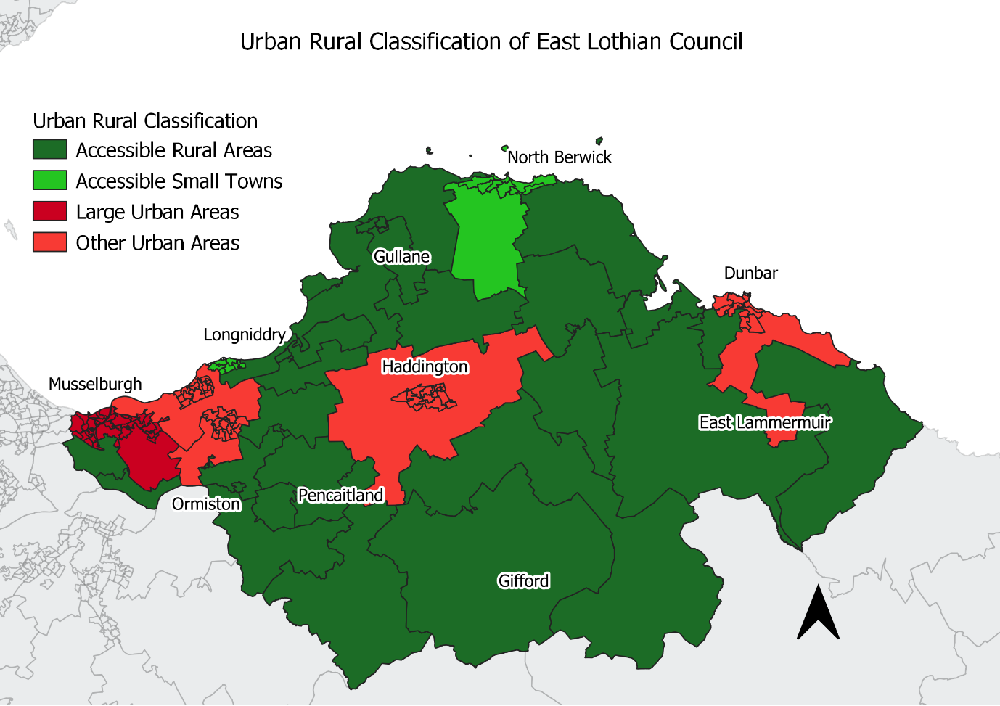 Urban Rural Classification of East Lothian Council
Urban Rural Classification
Accessible Rural Areas
Accessible Small Towns
Large Urban Areas
Other Urban Areas
North Berwick
Gullane
Dunbar
Longniddry
Haddington
Musselburgh
East Lammermuir
Pencaitland
Ormiston
Gifford